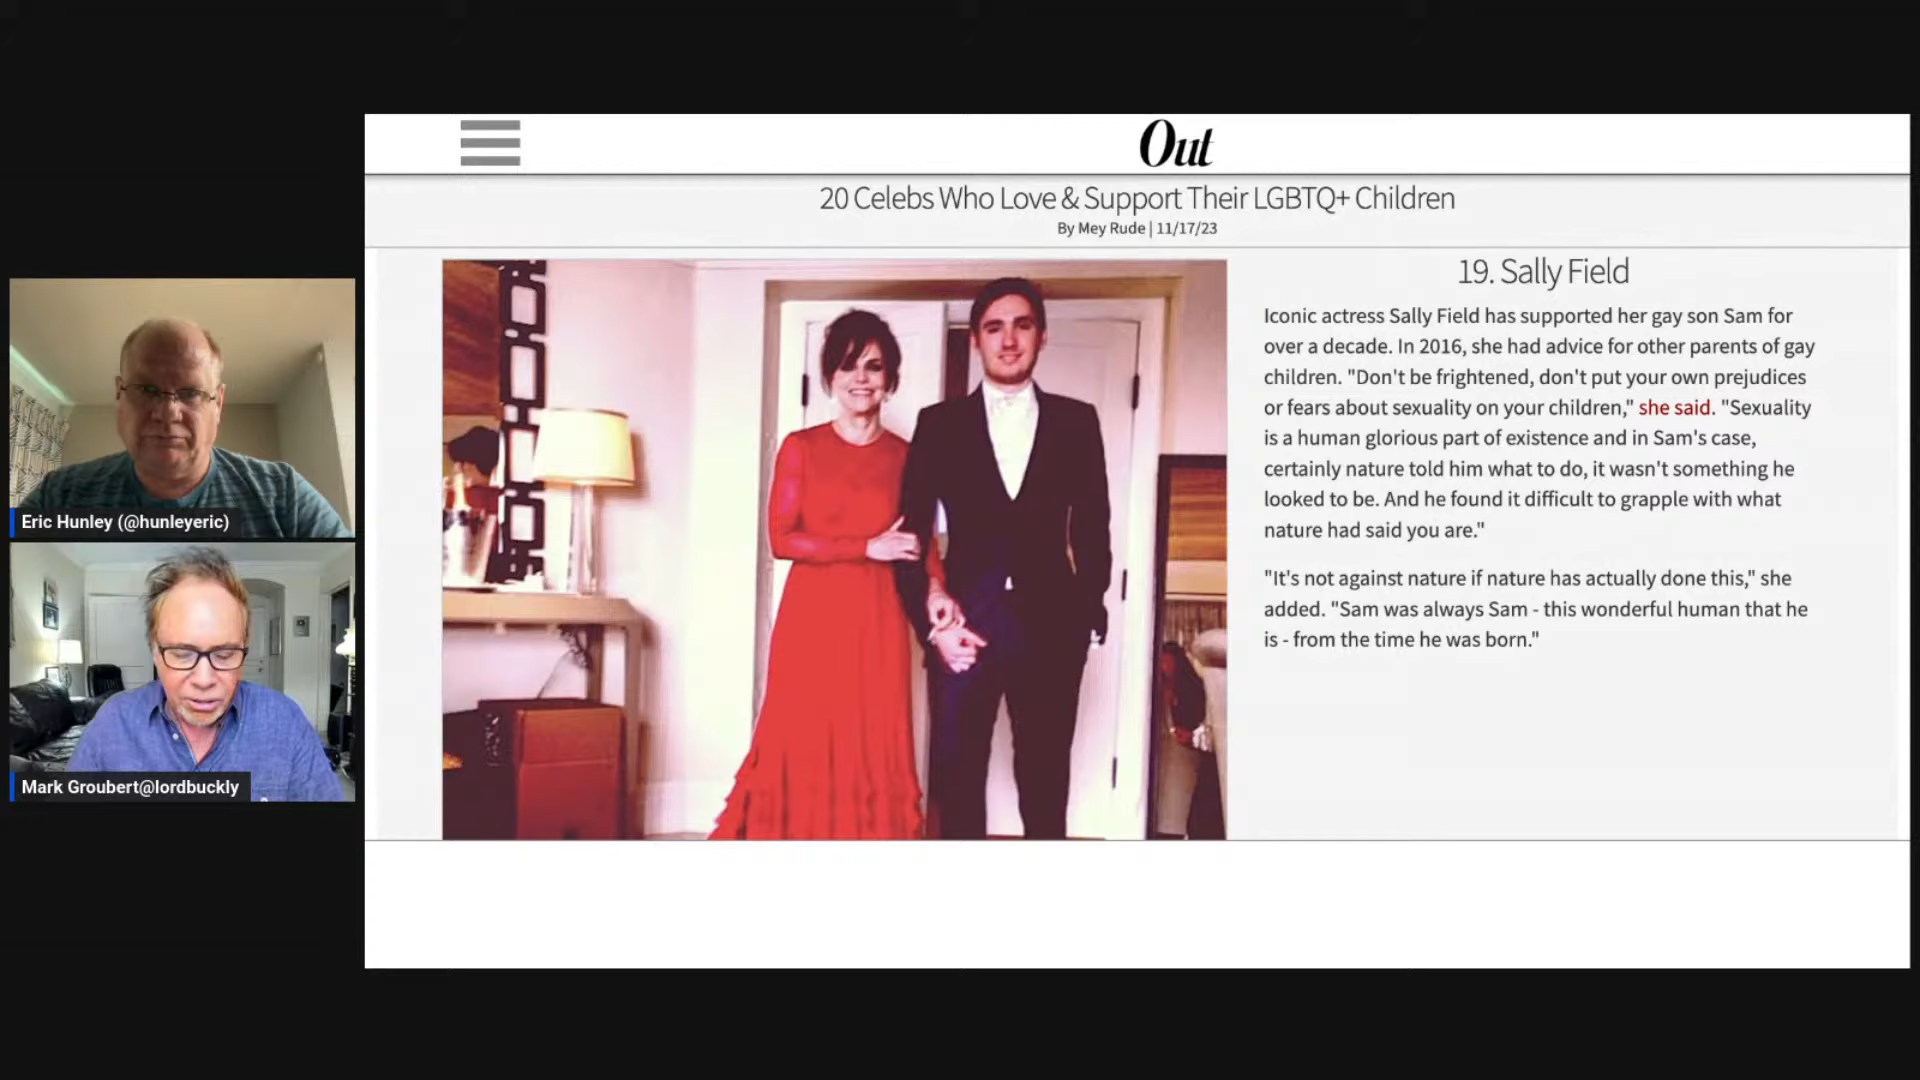 Out
20 Celebs Who Love & Support Their LGBTQ+ Children
By Mey Rude | 11/17/23
19. Sally Field
Iconic actress Sally Field has supported her gay son Sam for
over a decade. In 2016, she had advice for other parents of gay
children. "Don't be frightened, don't put your own prejudices
or fears about sexuality on your children," she said. "Sexuality
is a human glorious part of existence and in Sam's case,
certainly nature told him what to do, it wasn't something he
looked to be. And he found it difficult to grapple with what
nature had said you are."
"It's not against nature if nature has actually done this," she
added. "Sam was always Sam - this wonderful human that he
is - from the time he was born."
Eric Hunley (@hunleyeric)
Mark Groubert@lordbuckly